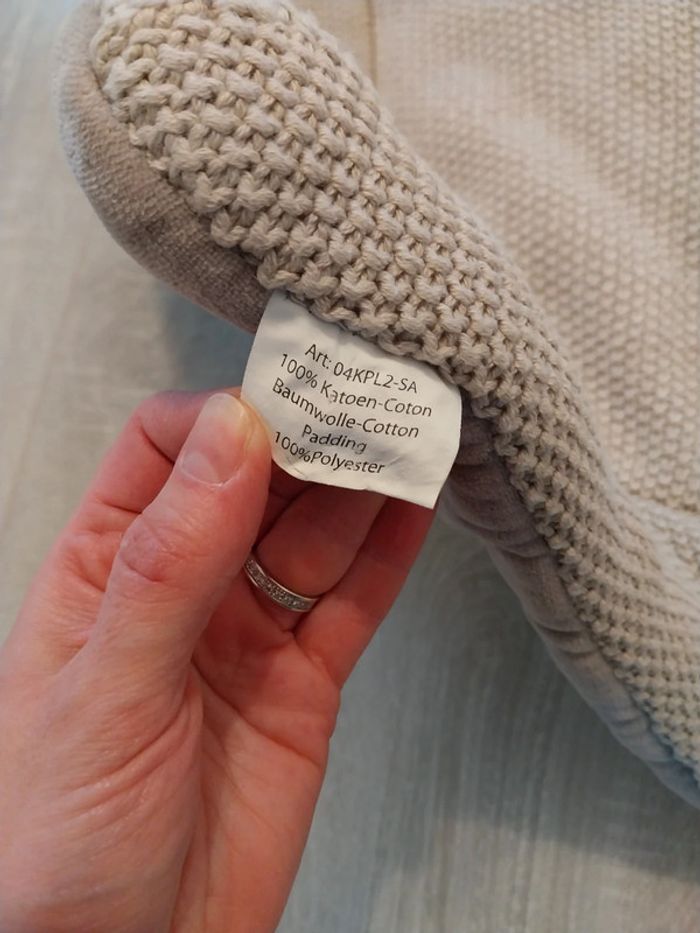 Art: 04KPL2-SA
100% Katoen-Coton
Baumwolle-Cotton
Padding
100%Polyester